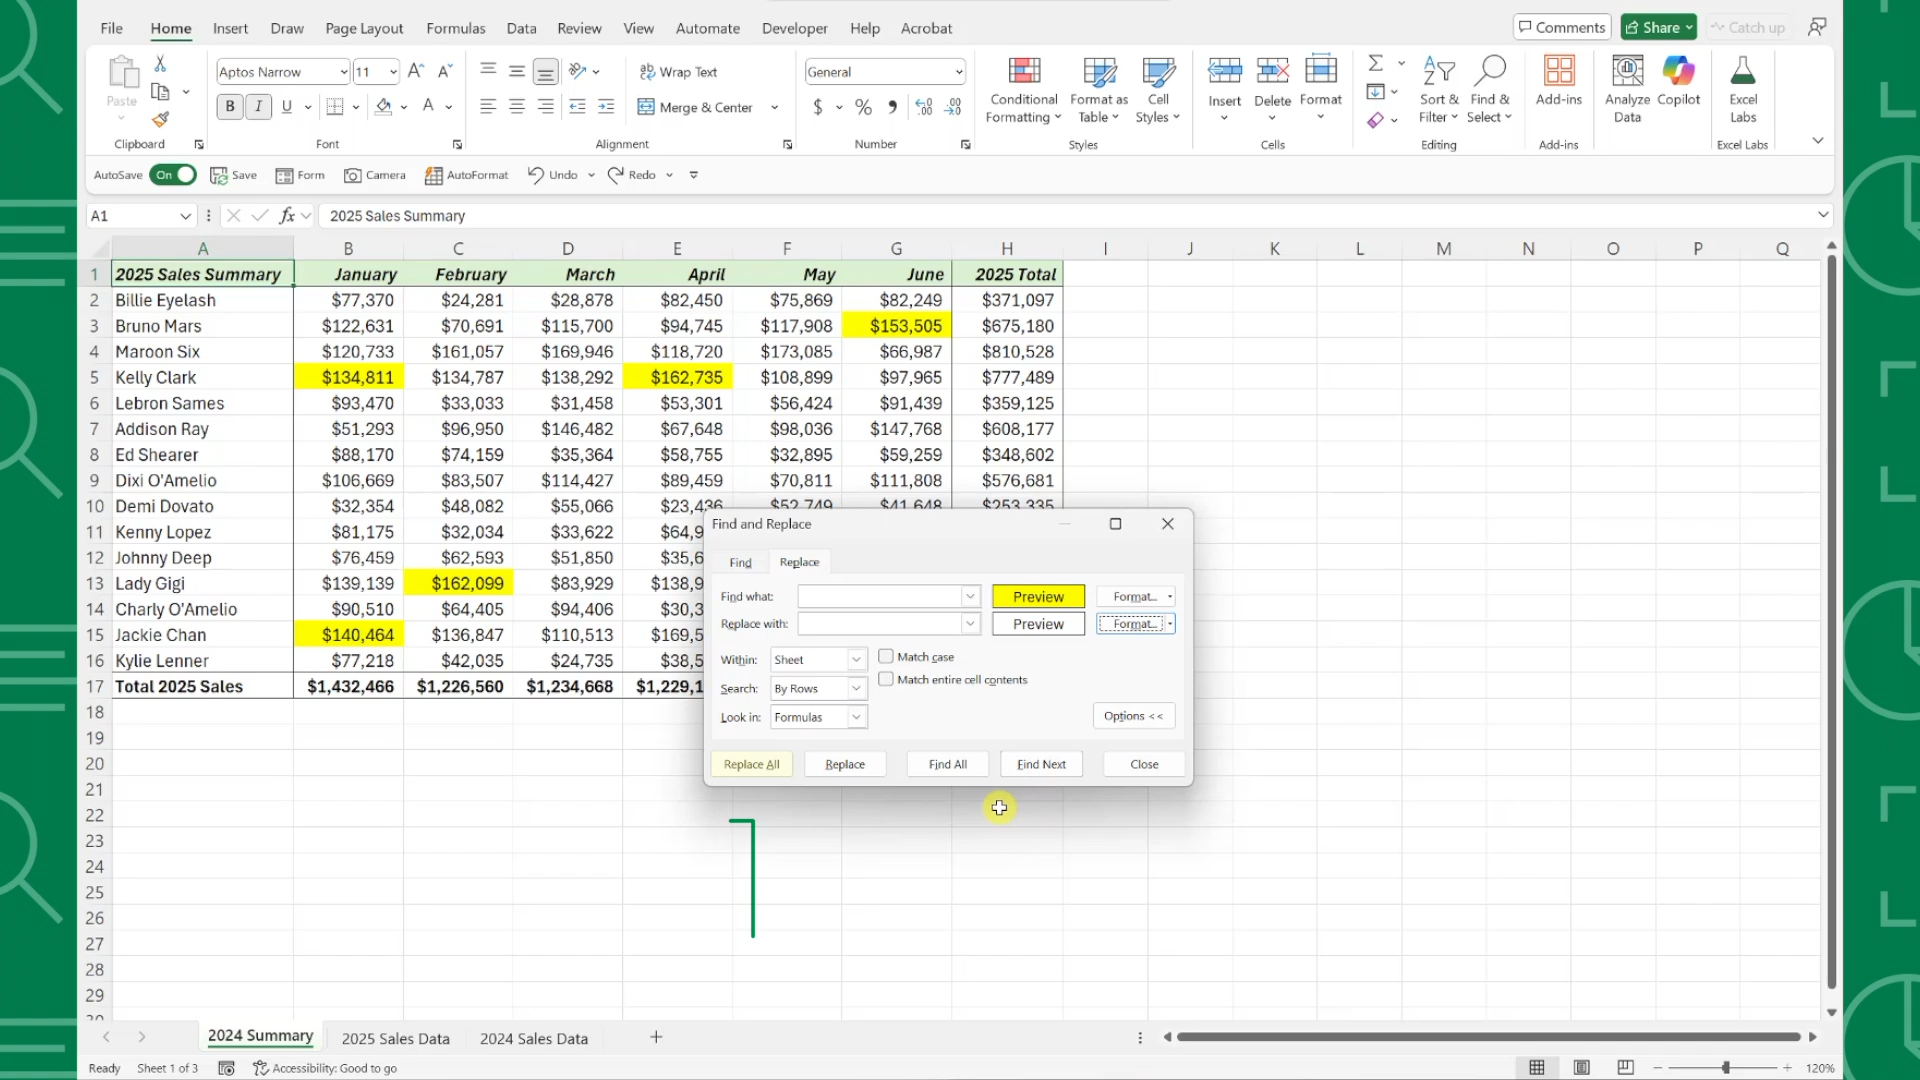 File Home Insert Draw Page Layout Formulas Data Review View Automate Developer Help Acrobat Comments Share Catch up
Paste Aptos Narrow 11 B I U A Wrap Text Merge & Center General $ % Conditional Formatting Format as Table Cell Styles Insert Delete Format Sort & Filter Find & Select Add-ins Analyze Data Copilot Excel Labs
Clipboard Font Alignment Number Styles Cells Editing Add-ins Excel Labs
AutoSave On Save Form Camera AutoFormat Undo Redo
A1 fx 2025 Sales Summary
A B C D E F G H I J K L M N O P Q
1 2025 Sales Summary January February March April May June 2025 Total
2 Billie Eyelash $77,370 $24,281 $28,878 $82,450 $75,869 $82,249 $371,097
3 Bruno Mars $122,631 $70,691 $115,700 $94,745 $117,908 $153,505 $675,180
4 Maroon Six $120,733 $161,057 $169,946 $118,720 $173,085 $66,987 $810,528
5 Kelly Clark $134,811 $134,787 $138,292 $162,735 $108,899 $97,965 $777,489
6 Lebron Sames $93,470 $33,033 $31,458 $53,301 $56,424 $91,439 $359,125
7 Addison Ray $51,293 $96,950 $146,482 $67,648 $98,036 $147,768 $608,177
8 Ed Shearer $88,170 $74,159 $35,364 $58,755 $32,895 $59,259 $348,602
9 Dixi O'Amelio $106,669 $83,507 $114,427 $89,459 $70,811 $111,808 $576,681
10 Demi Dovato $32,354 $48,082 $55,066 $23,436 $52,749 $41,648 $253,335
11 Kenny Lopez $81,175 $32,034 $33,622 $64,9
12 Johnny Deep $76,459 $62,593 $51,850 $35,6
13 Lady Gigi $139,139 $162,099 $83,929 $138,9
14 Charly O'Amelio $90,510 $64,405 $94,406 $30,3
15 Jackie Chan $140,464 $136,847 $110,513 $169,5
16 Kylie Lenner $77,218 $42,035 $24,735 $38,5
17 Total 2025 Sales $1,432,466 $1,226,560 $1,234,668 $1,229,1
18
19
20
21
22
23
24
25
26
27
28
29
Find and Replace
Find Replace
Find what: Preview Format...
Replace with: Preview Format...
Within: Sheet Match case
Match entire cell contents
Search: By Rows
Look in: Formulas Options <<
Replace All Replace Find All Find Next Close
2024 Summary 2025 Sales Data 2024 Sales Data
Ready Sheet 1 of 3 Accessibility: Good to go 120%